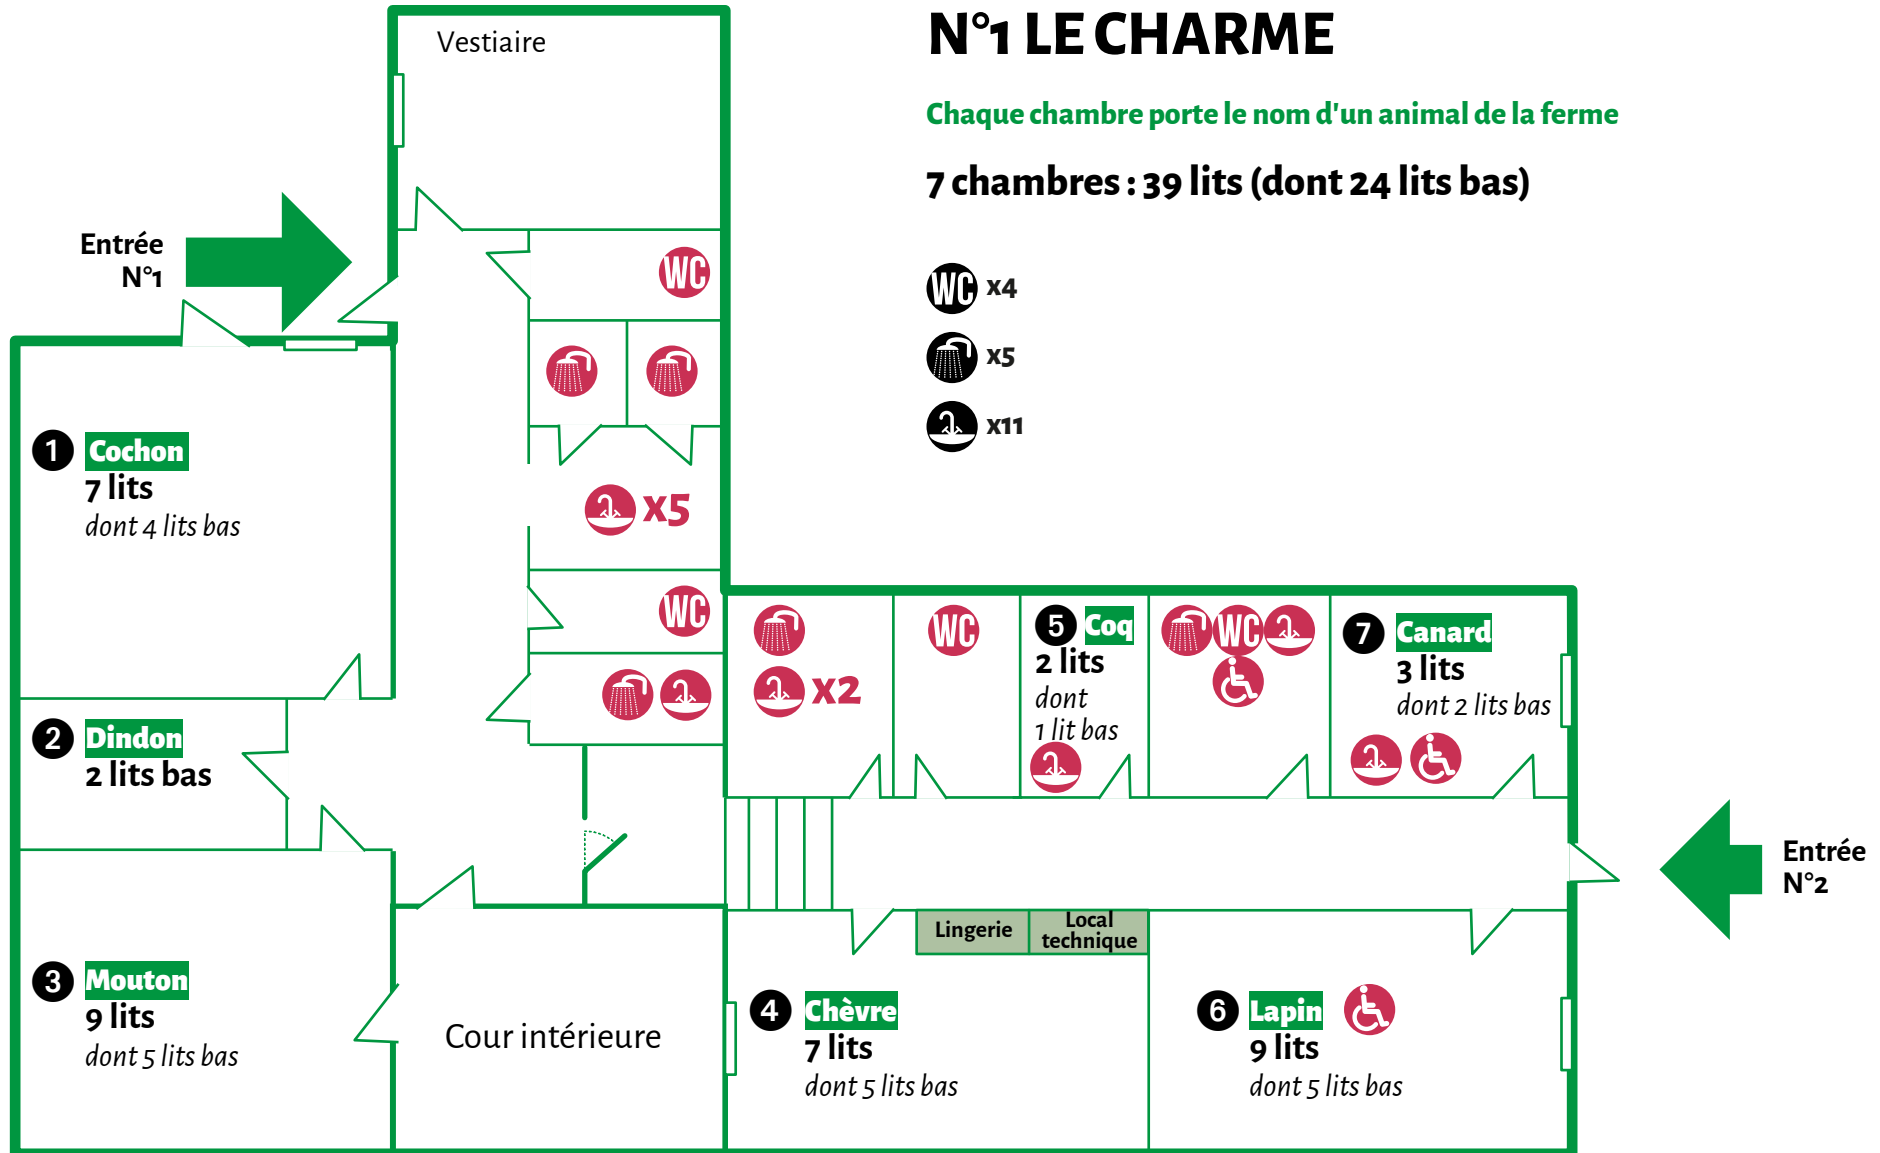 N°1 LE CHARME
Chaque chambre porte le nom d'un animal de la ferme
7 chambres : 39 lits (dont 24 lits bas)
WC x4
x5
x11
Vestiaire
Entrée
N°1
WC
x5
WC
1 Cochon
7 lits
dont 4 lits bas
2 Dindon
2 lits bas
3 Mouton
9 lits
dont 5 lits bas
Cour intérieure
x2
WC
5 Coq
2 lits
dont
1 lit bas
WC
7 Canard
3 lits
dont 2 lits bas
Entrée
N°2
Lingerie
Local
technique
4 Chèvre
7 lits
dont 5 lits bas
6 Lapin
9 lits
dont 5 lits bas